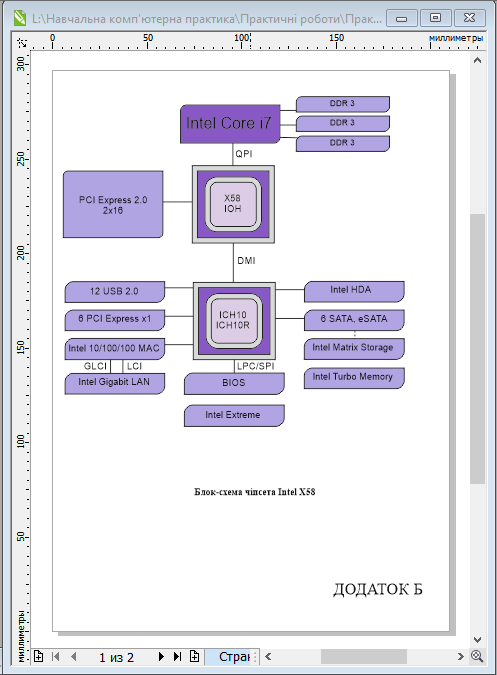 L:\Навчальна комп'ютерна практика\Практичні роботи\Прак...
0 50 100 150 миллиметры
300
250
200
150
100
50
0
миллиметры
Intel Core i7
DDR 3
DDR 3
DDR 3
QPI
PCI Express 2.0
2x16
X58
IOH
DMI
12 USB 2.0
6 PCI Express x1
Intel 10/100/100 MAC
GLCI LCI
Intel Gigabit LAN
ICH10
ICH10R
LPC/SPI
BIOS
Intel Extreme
Intel HDA
6 SATA, eSATA
Intel Matrix Storage
Intel Turbo Memory
Блок-схема чіпсета Intel X58
ДОДАТОК Б
1 из 2
Стран